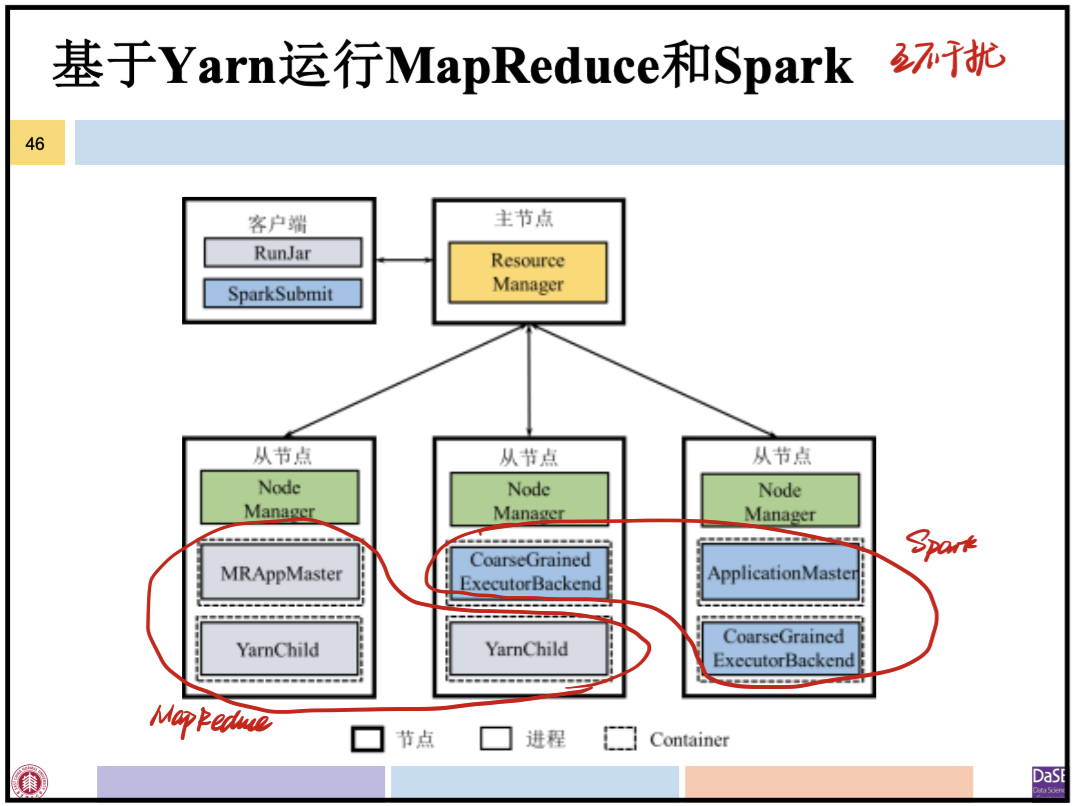 基于Yarn运行MapReduce和Spark 互不干扰
46
客户端
RunJar
SparkSubmit
主节点
Resource
Manager
从节点
Node
Manager
MRAppMaster
YarnChild
从节点
Node
Manager
CoarseGrained
ExecutorBackend
YarnChild
从节点
Node
Manager
ApplicationMaster
CoarseGrained
ExecutorBackend
Spark
MapReduce
节点
进程
Container
DaSE
Data Science